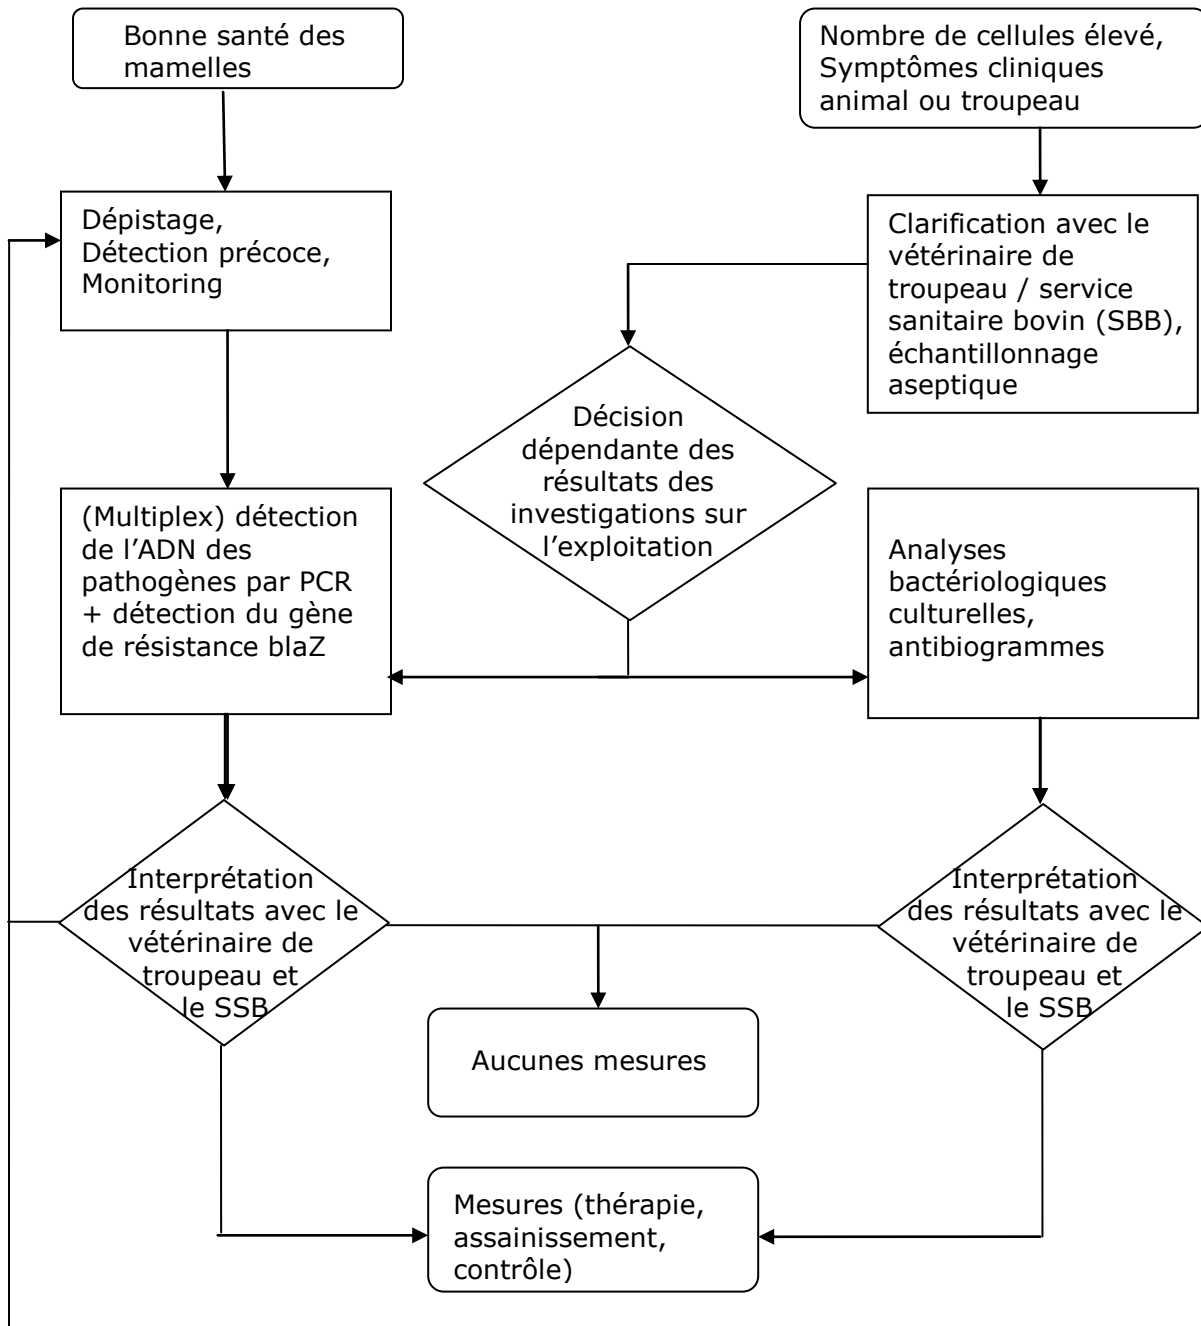 Bonne santé des
mamelles
Nombre de cellules élevé,
Symptômes cliniques
animal ou troupeau
Dépistage,
Détection précoce,
Monitoring
Clarification avec le
vétérinaire de
troupeau / service
sanitaire bovin (SBB),
échantillonnage
aseptique
Décision
dépendante des
résultats des
investigations sur
l’exploitation
(Multiplex) détection
de l’ADN des
pathogènes par PCR
+ détection du gène
de résistance blaZ
Analyses
bactériologiques
culturelles,
antibiogrammes
Interprétation
des résultats avec le
vétérinaire de
troupeau et
le SSB
Interprétation
des résultats avec le
vétérinaire de
troupeau et
le SSB
Aucunes mesures
Mesures (thérapie,
assainissement,
contrôle)